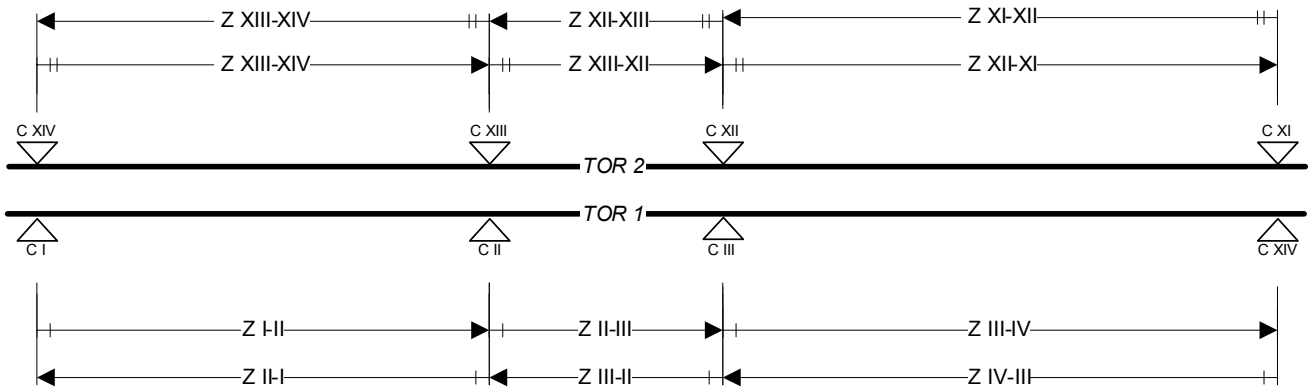 Z XIII-XIV Z XII-XIII Z XI-XII
Z XIII-XIV Z XIII-XII Z XII-XI
C XIV C XIII C XII C XI
TOR 2
TOR 1
C I C II C III C XIV
Z I-II Z II-III Z III-IV
Z II-I Z III-II Z IV-III